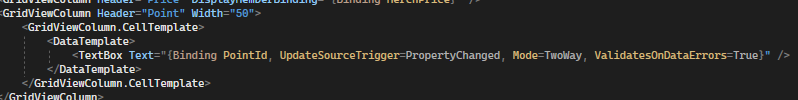 <GridViewColumn Header="Price" DisplayMemberBinding="{Binding MerchPrice}" />
<GridViewColumn Header="Point" Width="50">
<GridViewColumn.CellTemplate>
<DataTemplate>
<TextBox Text="{Binding PointId, UpdateSourceTrigger=PropertyChanged, Mode=TwoWay, ValidatesOnDataErrors=True}" />
</DataTemplate>
</GridViewColumn.CellTemplate>
</GridViewColumn>